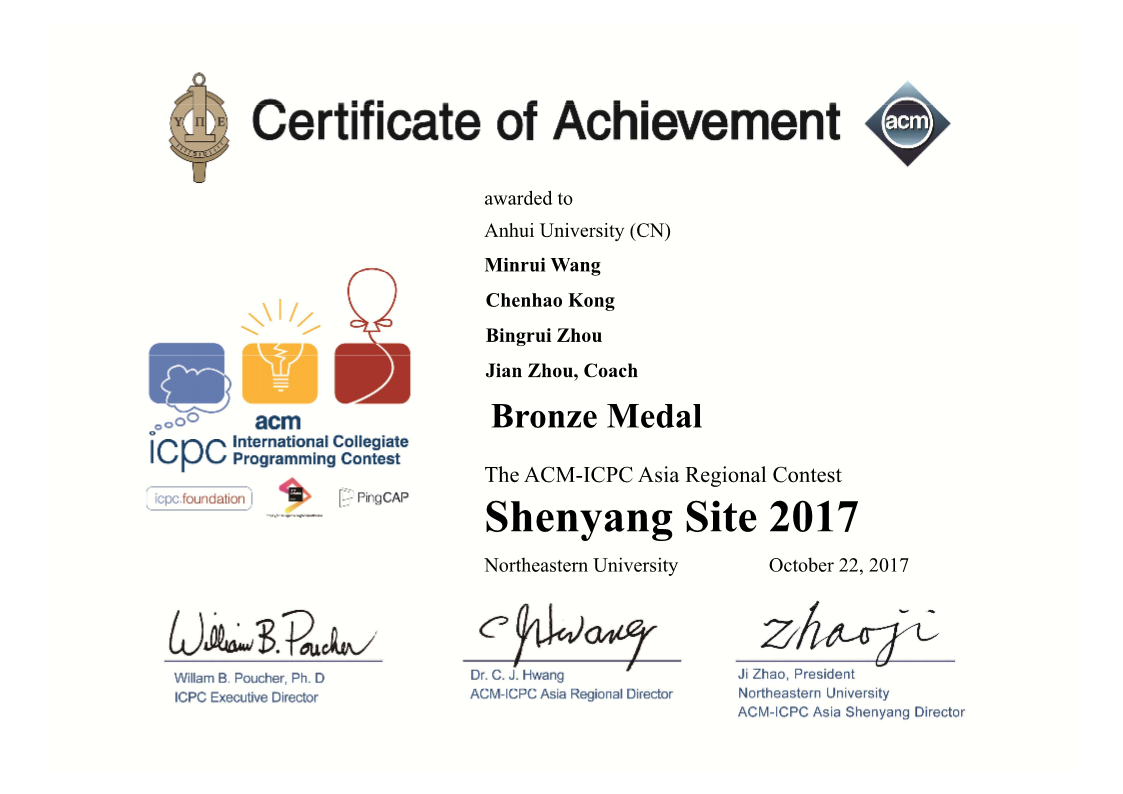 Certificate of Achievement
Υ Π Ε
acm
awarded to
Anhui University (CN)
Minrui Wang
Chenhao Kong
Bingrui Zhou
Jian Zhou, Coach
Bronze Medal
The ACM-ICPC Asia Regional Contest
Shenyang Site 2017
Northeastern University October 22, 2017
acm
icpc International Collegiate
Programming Contest
icpc.foundation
PingCAP
William B. Poucher
C J Hwang
zhaoji
Willam B. Poucher, Ph. D
ICPC Executive Director
Dr. C. J. Hwang
ACM-ICPC Asia Regional Director
Ji Zhao, President
Northeastern University
ACM-ICPC Asia Shenyang Director